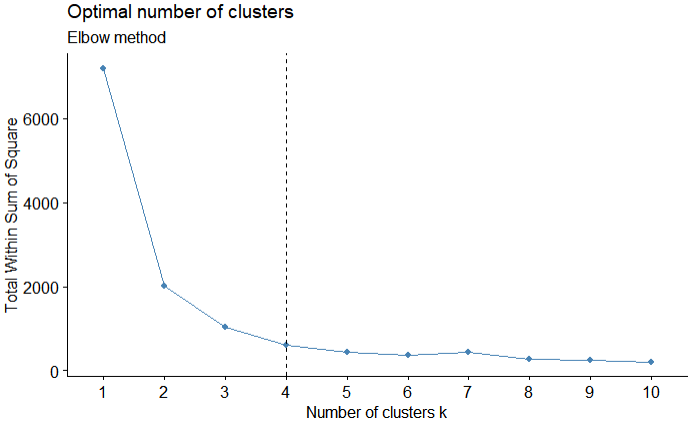 Optimal number of clusters
Elbow method
Total Within Sum of Square
6000
4000
2000
0
1 2 3 4 5 6 7 8 9 10
Number of clusters k